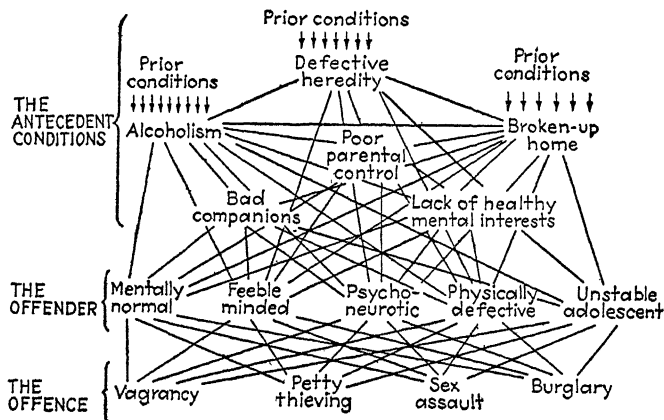 Prior conditions
Defective
heredity
Prior
conditions
Prior
conditions
THE
ANTECEDENT
CONDITIONS
Alcoholism
Poor
parental
control
Broken-up
home
Bad
companions
Lack of healthy
mental interests
THE
OFFENDER
Mentally
normal
Feeble
minded
Psycho-
neurotic
Physically
defective
Unstable
adolescent
THE
OFFENCE
Vagrancy
Petty
thieving
Sex
assault
Burglary